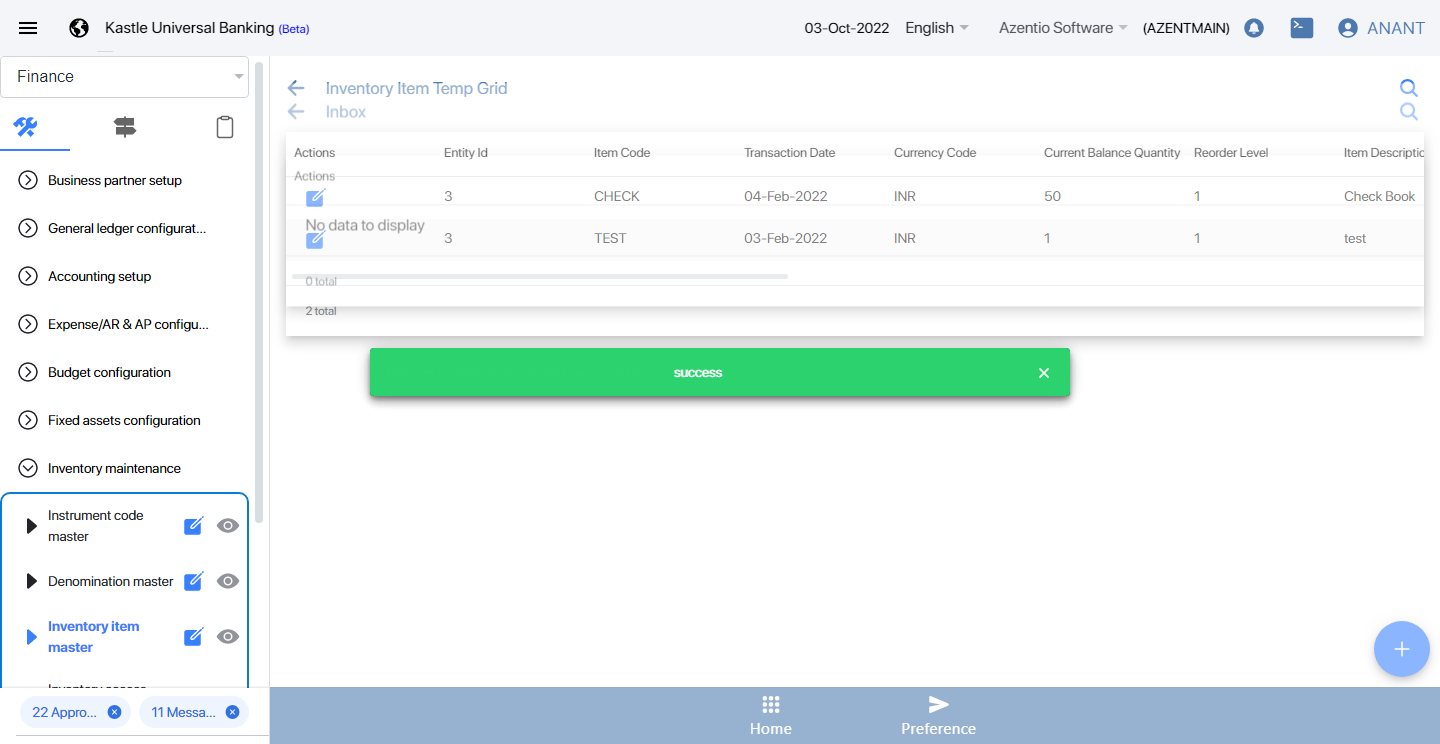 Kastle Universal Banking (Beta)
03-Oct-2022
English
Azentio Software
(AZENTMAIN)
ANANT
Finance
Business partner setup
General ledger configurat...
Accounting setup
Expense/AR & AP configu...
Budget configuration
Fixed assets configuration
Inventory maintenance
Instrument code
master
Denomination master
Inventory item
master
22 Appro...
11 Messa...
Inventory Item Temp Grid
Inbox
Actions Entity Id Item Code Transaction Date Currency Code Current Balance Quantity Reorder Level Item Descriptio
Actions
3 CHECK 04-Feb-2022 INR 50 1 Check Book
No data to display
3 TEST 03-Feb-2022 INR 1 1 test
0 total
2 total
success
Home
Preference